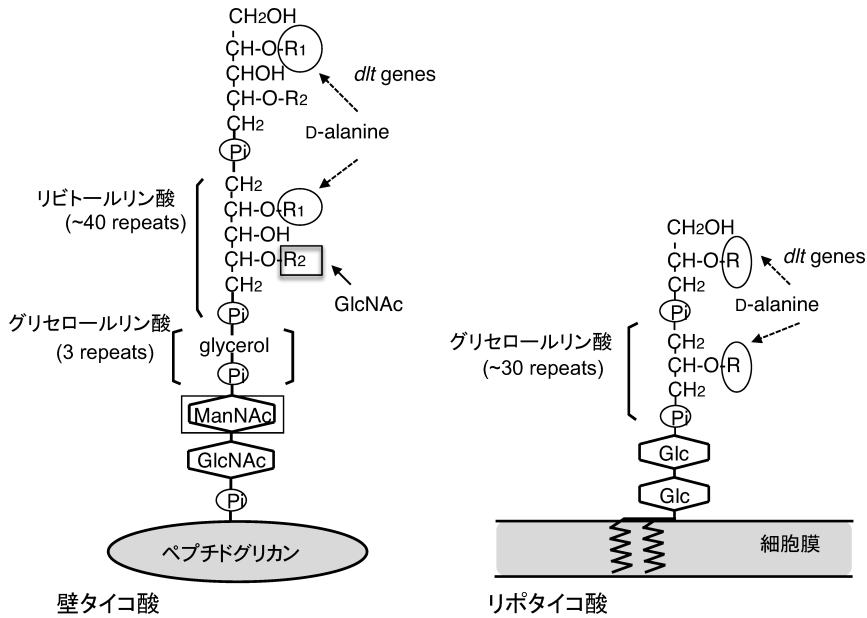 CH2OH
CH-O-R1
CHOH
CH-O-R2
CH2
Pi
dlt genes
D-alanine
リビトールリン酸
(~40 repeats)
CH2
CH-O-R1
CH-OH
CH-O-R2
CH2
Pi
GlcNAc
グリセロールリン酸
(3 repeats)
glycerol
Pi
ManNAc
GlcNAc
Pi
ペプチドグリカン
壁タイコ酸
CH2OH
CH-O-R
CH2
Pi
dlt genes
D-alanine
グリセロールリン酸
(~30 repeats)
CH2
CH-O-R
CH2
Pi
Glc
Glc
細胞膜
リポタイコ酸